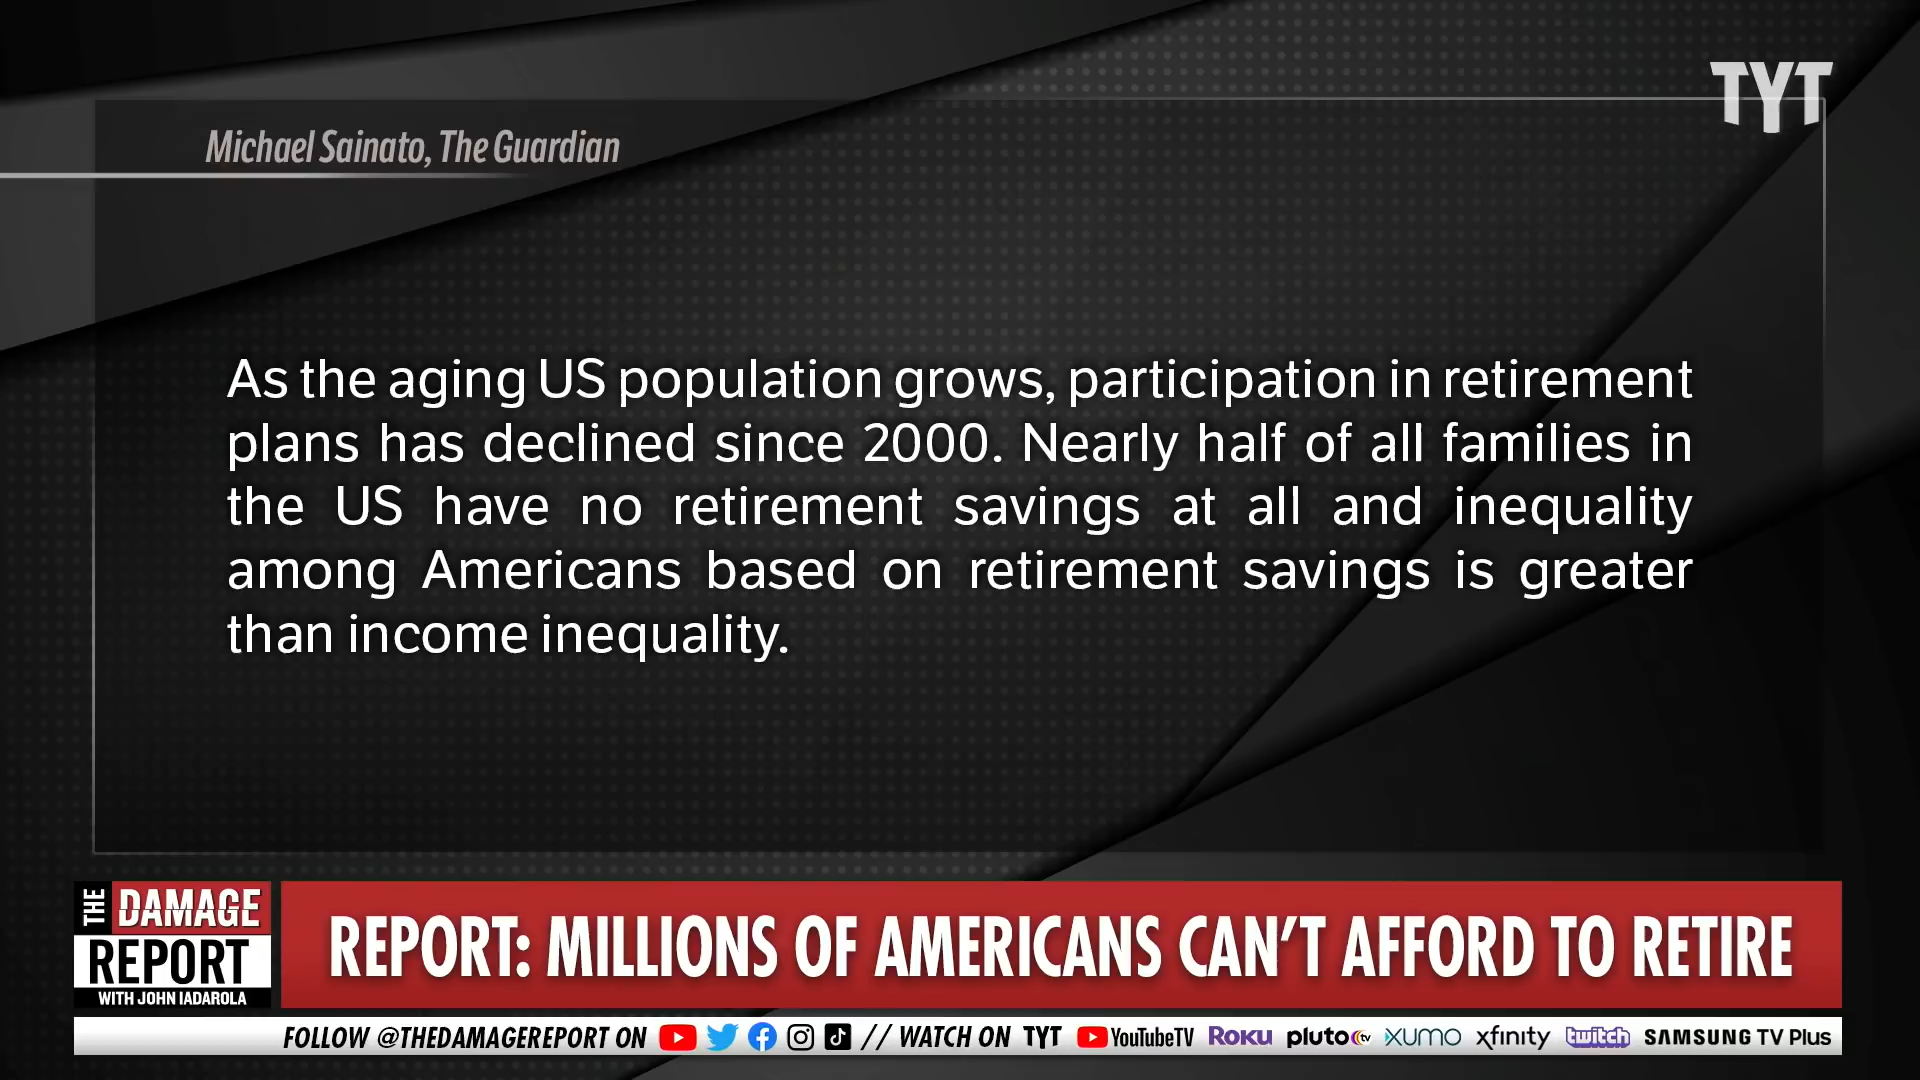 TYT
Michael Sainato, The Guardian
As the aging US population grows, participation in retirement
plans has declined since 2000. Nearly half of all families in
the US have no retirement savings at all and inequality
among Americans based on retirement savings is greater
than income inequality.
THE DAMAGE
REPORT
WITH JOHN IADAROLA
REPORT: MILLIONS OF AMERICANS CAN'T AFFORD TO RETIRE
FOLLOW @THEDAMAGEREPORT ON // WATCH ON TYT YouTubeTV ROKU pluto tv XUMO xfinity twitch SAMSUNG TV Plus